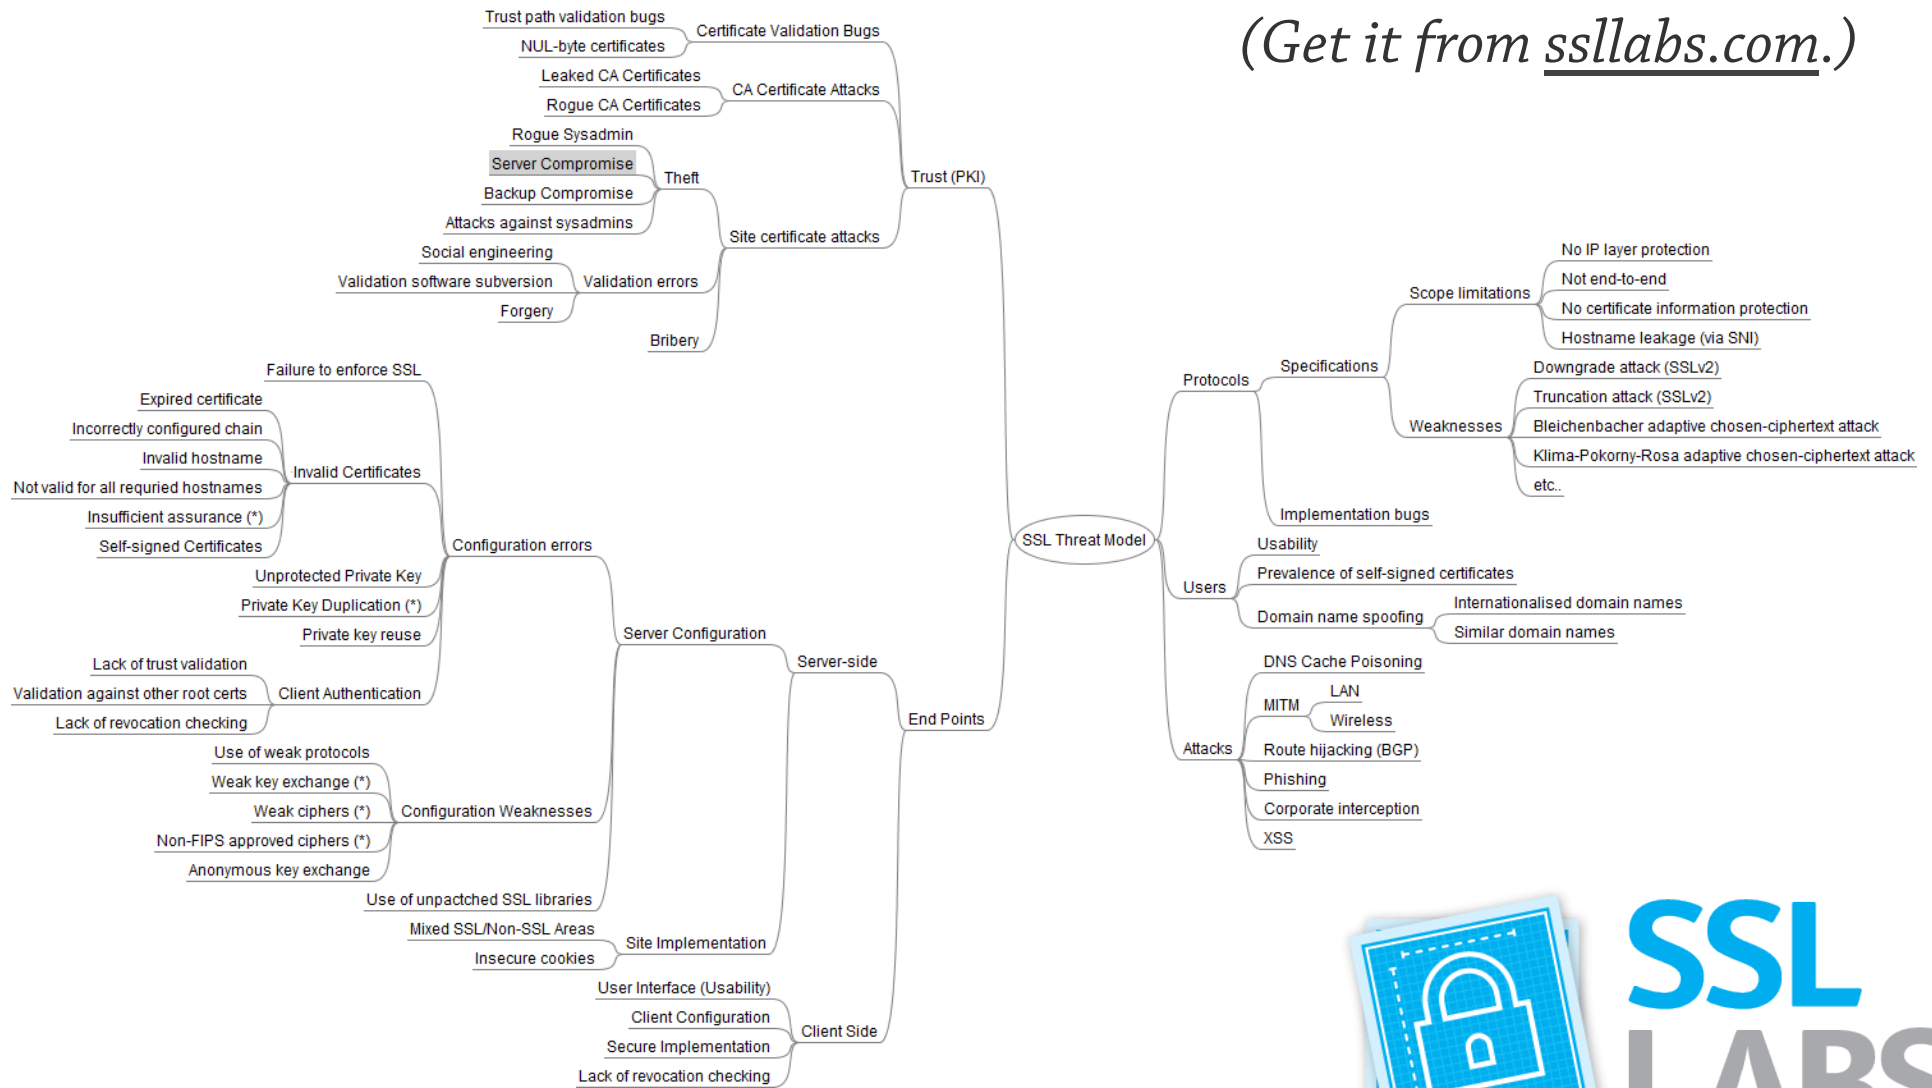 (Get it from ssllabs.com.)
Trust path validation bugs
NUL-byte certificates
Certificate Validation Bugs
Leaked CA Certificates
Rogue CA Certificates
CA Certificate Attacks
Rogue Sysadmin
Server Compromise
Backup Compromise
Attacks against sysadmins
Theft
Social engineering
Validation software subversion
Forgery
Validation errors
Bribery
Site certificate attacks
Trust (PKI)
Failure to enforce SSL
Expired certificate
Incorrectly configured chain
Invalid hostname
Not valid for all requried hostnames
Insufficient assurance (*)
Self-signed Certificates
Invalid Certificates
Unprotected Private Key
Private Key Duplication (*)
Private key reuse
Lack of trust validation
Validation against other root certs
Lack of revocation checking
Client Authentication
Configuration errors
Use of weak protocols
Weak key exchange (*)
Weak ciphers (*)
Non-FIPS approved ciphers (*)
Anonymous key exchange
Configuration Weaknesses
Use of unpactched SSL libraries
Server Configuration
Mixed SSL/Non-SSL Areas
Insecure cookies
Site Implementation
Server-side
User Interface (Usability)
Client Configuration
Secure Implementation
Lack of revocation checking
Client Side
End Points
SSL Threat Model
Protocols
Specifications
Scope limitations
No IP layer protection
Not end-to-end
No certificate information protection
Hostname leakage (via SNI)
Weaknesses
Downgrade attack (SSLv2)
Truncation attack (SSLv2)
Bleichenbacher adaptive chosen-ciphertext attack
Klima-Pokorny-Rosa adaptive chosen-ciphertext attack
etc..
Implementation bugs
Users
Usability
Prevalence of self-signed certificates
Domain name spoofing
Internationalised domain names
Similar domain names
Attacks
DNS Cache Poisoning
MITM
LAN
Wireless
Route hijacking (BGP)
Phishing
Corporate interception
XSS
SSL
LABS